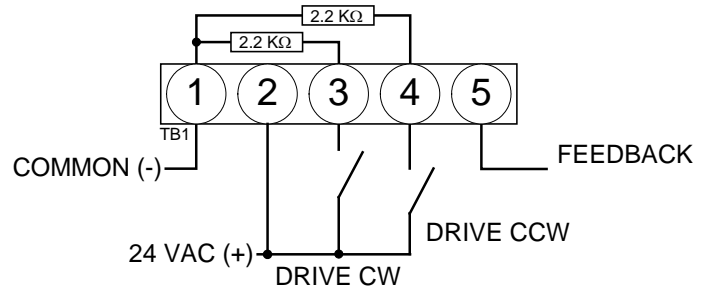 2.2 KΩ
2.2 KΩ
1 2 3 4 5
TB1
COMMON (-)
FEEDBACK
DRIVE CCW
24 VAC (+)
DRIVE CW